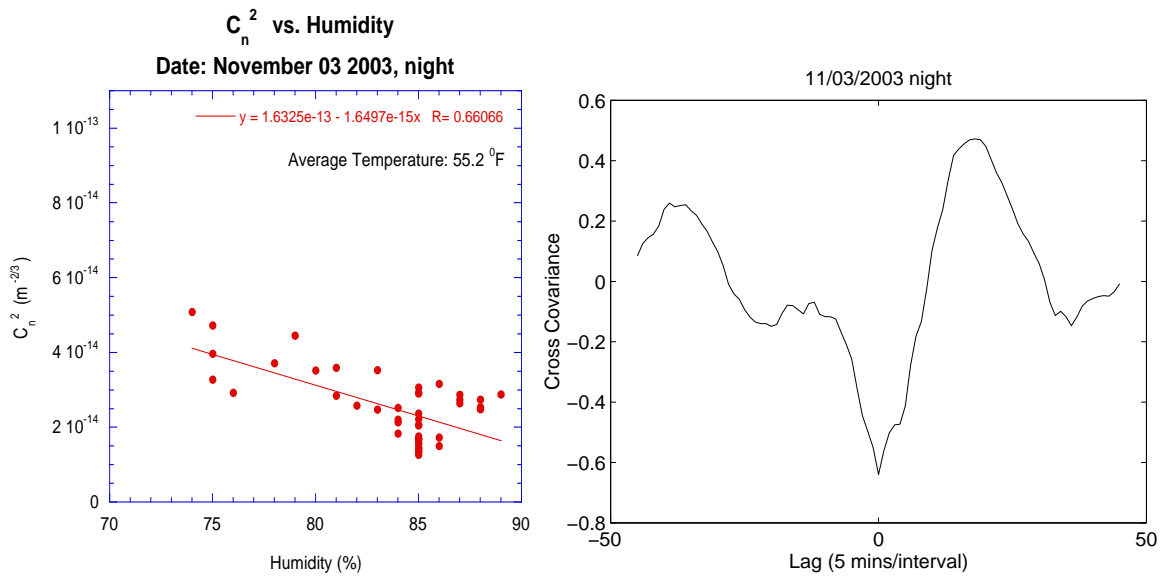 C_n^2 vs. Humidity
Date: November 03 2003, night
y = 1.6325e-13 - 1.6497e-15x R= 0.66066
Average Temperature: 55.2 ^0F
1 10^-13
8 10^-14
6 10^-14
4 10^-14
2 10^-14
0
C_n^2 (m^-2/3)
70 75 80 85 90
Humidity (%)
11/03/2003 night
0.6
0.4
0.2
0
−0.2
−0.4
−0.6
−0.8
Cross Covariance
−50 0 50
Lag (5 mins/interval)